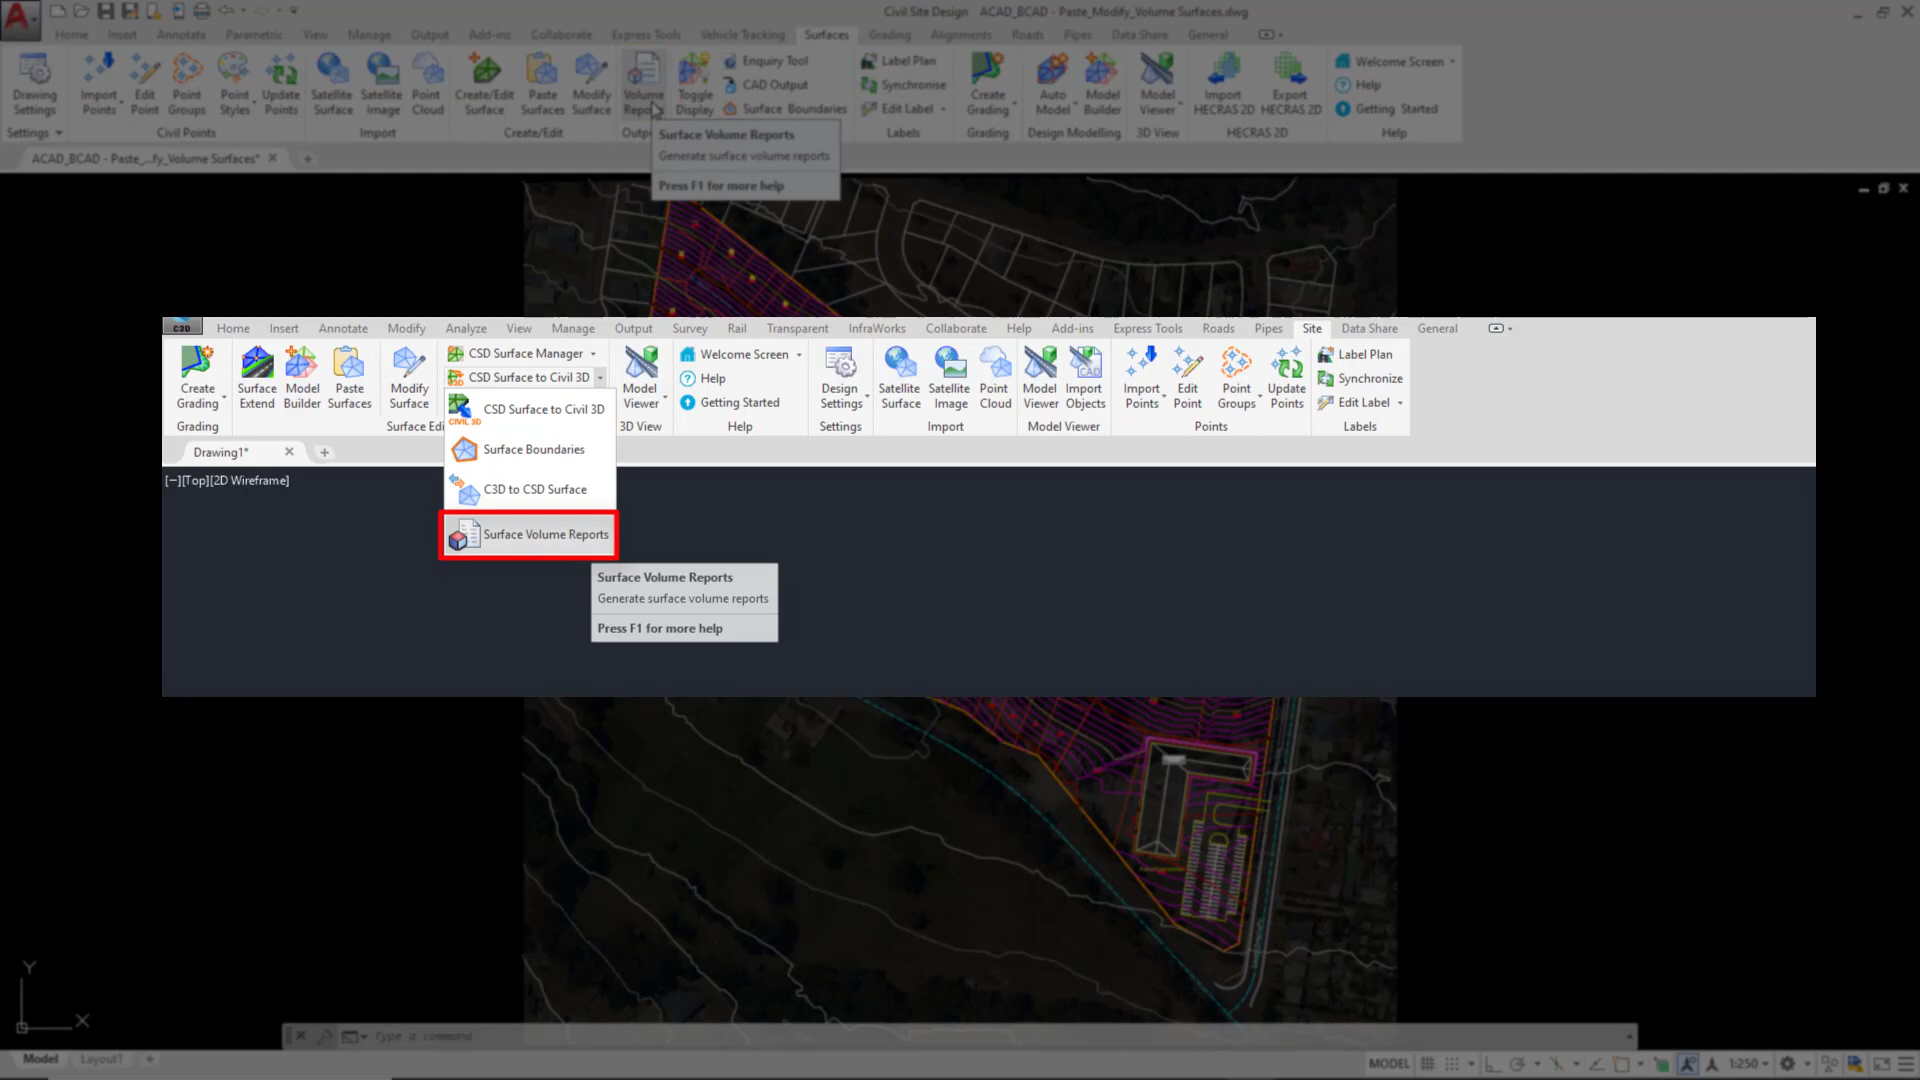 Civil Site Design ACAD_BCAD - Paste_Modify_Volume Surfaces.dwg
Home Insert Annotate Parametric View Manage Output Add-ins Collaborate Express Tools Vehicle Tracking Surfaces Grading Alignments Roads Pipes Data Share General
Drawing Settings
Import Points
Edit Point
Point Groups
Point Styles
Update Points
Satellite Surface
Satellite Image
Point Cloud
Create/Edit Surface
Paste Surfaces
Modify Surface
Volume Reports
Toggle Display
Enquiry Tool
CAD Output
Surface Boundaries
Label Plan
Synchronise
Edit Label
Create Grading
Auto Model
Model Builder
Model Viewer
Import HECRAS 2D
Export HECRAS 2D
Welcome Screen
Help
Getting Started
Settings Civil Points Import Create/Edit Outp Labels Grading Design Modelling 3D View HECRAS 2D Help
Surface Volume Reports
Generate surface volume reports
Press F1 for more help
ACAD_BCAD - Paste_...fy_Volume Surfaces*
C3D
Home Insert Annotate Modify Analyze View Manage Output Survey Rail Transparent InfraWorks Collaborate Help Add-ins Express Tools Roads Pipes Site Data Share General
Create Grading
Surface Extend
Model Builder
Paste Surfaces
Modify Surface
CSD Surface Manager
CSD Surface to Civil 3D
Model Viewer
Welcome Screen
Help
Getting Started
Design Settings
Satellite Surface
Satellite Image
Point Cloud
Model Viewer
Import Objects
Import Points
Edit Point
Point Groups
Update Points
Label Plan
Synchronize
Edit Label
Grading Surface Edi 3D View Help Settings Import Model Viewer Points Labels
CSD Surface to Civil 3D
CIVIL 3D
Surface Boundaries
C3D to CSD Surface
Surface Volume Reports
Drawing1*
[−][Top][2D Wireframe]
Surface Volume Reports
Generate surface volume reports
Press F1 for more help
Y
X
Type a command
Model Layout1
MODEL 1:250